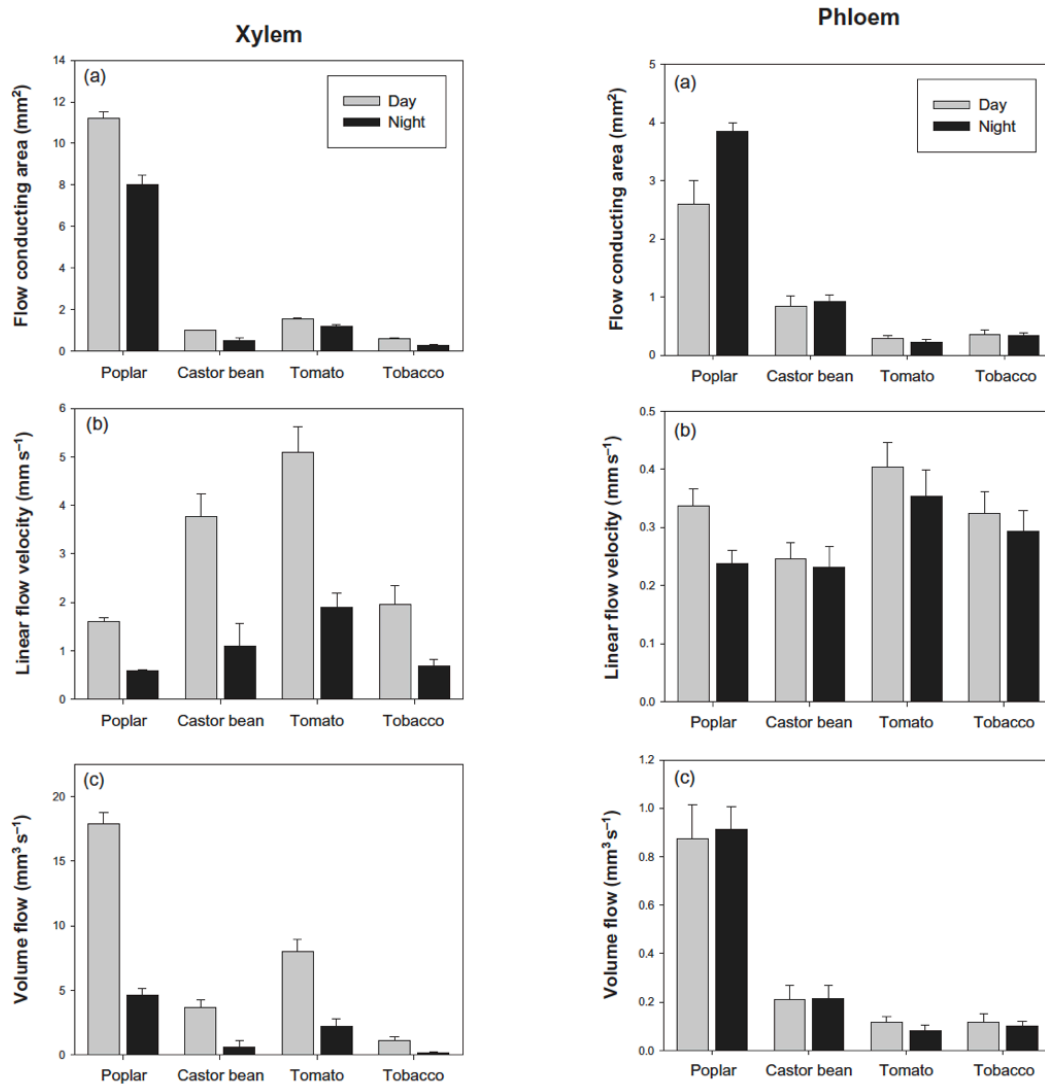 Xylem
(a)
Day
Night
Flow conducting area (mm²)
14
12
10
8
6
4
2
0
Poplar Castor bean Tomato Tobacco
(b)
Linear flow velocity (mm s⁻¹)
6
5
4
3
2
1
0
Poplar Castor bean Tomato Tobacco
(c)
Volume flow (mm³ s⁻¹)
20
15
10
5
0
Poplar Castor bean Tomato Tobacco
Phloem
(a)
Day
Night
Flow conducting area (mm²)
5
4
3
2
1
0
Poplar Castor bean Tomato Tobacco
(b)
Linear flow velocity (mm s⁻¹)
0.5
0.4
0.3
0.2
0.1
0.0
Poplar Castor bean Tomato Tobacco
(c)
Volume flow (mm³ s⁻¹)
1.2
1.0
0.8
0.6
0.4
0.2
0.0
Poplar Castor bean Tomato Tobacco